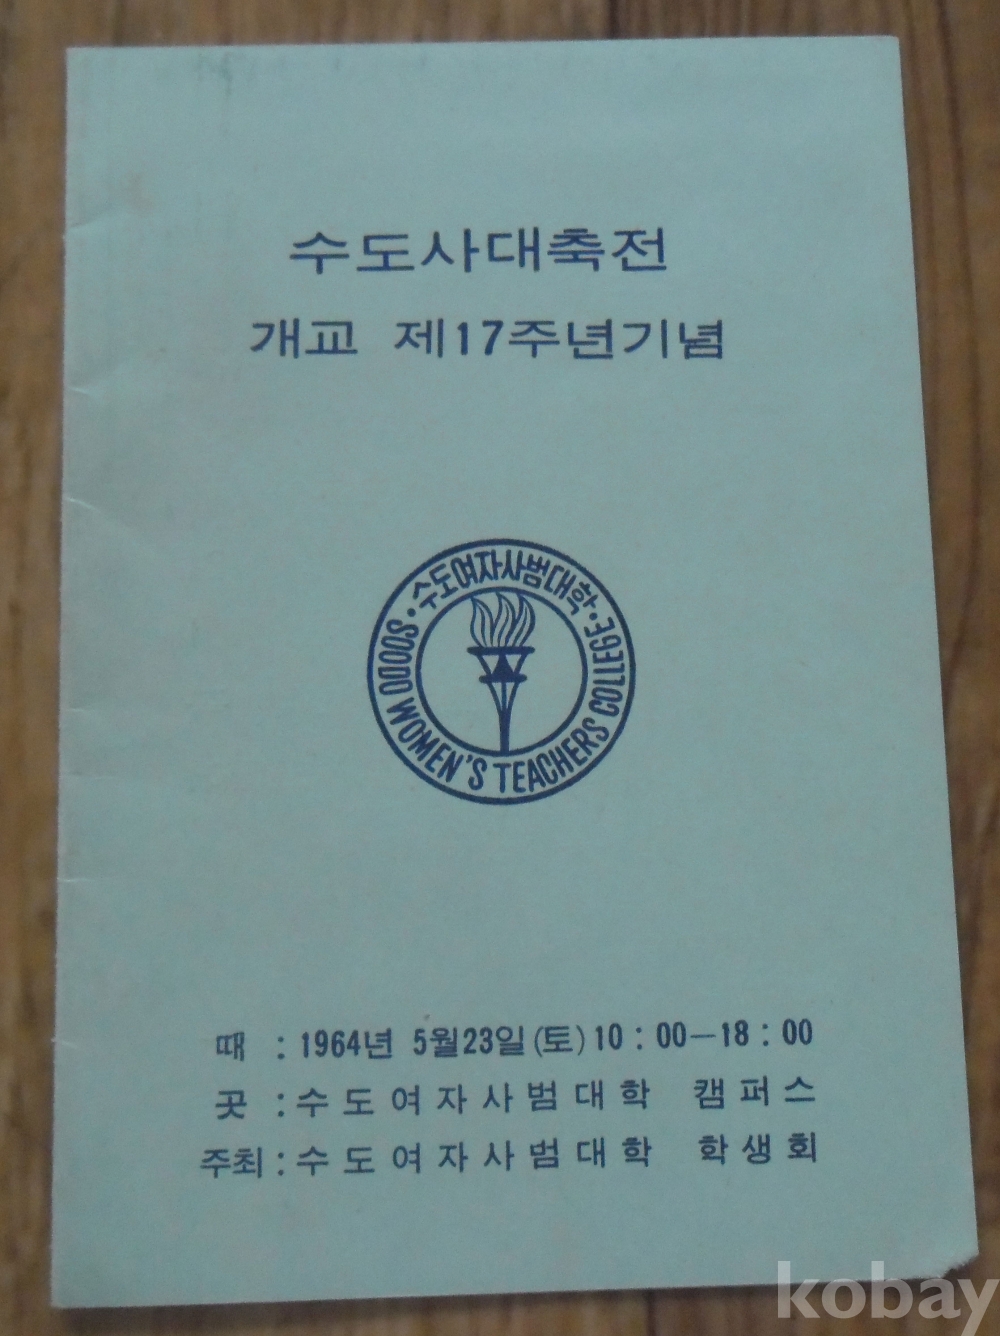 수도사대축전
개교 제17주년기념
·수도여자사범대학·
SOODO WOMEN'S TEACHERS COLLEGE
때 : 1964년 5월23일(토) 10 : 00—18 : 00
곳 : 수도여자사범대학 캠퍼스
주최 : 수도여자사범대학 학생회
kobay